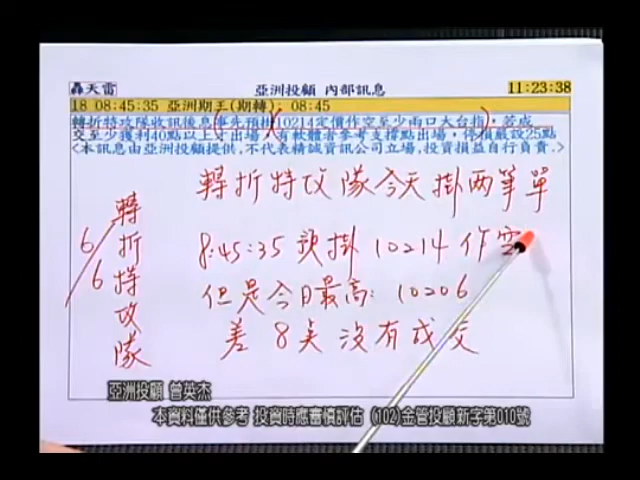 轟天雷 亞洲投顧 內部訊息 11:23:38
18 08:45:35 亞洲期王(期轉): 08:45
轉折特攻隊收訊後息爭先預掛(10214定價作空至少兩口大台指), 若成
交至少獲利40點以上才出場, 有軟體者參考支撐點出場, 停損嚴設25點
<本訊息由亞洲投顧提供,不代表精誠資訊公司立場,投資損益自行負責.>
轉折特攻隊今天掛兩筆單
6/6 轉折特攻隊
8:45:35 預掛 10214 作空
但是今日最高: 10206
差 8 美 沒有成交
亞洲投顧 曾英杰
本資料僅供參考 投資時應審慎評估 (102)金管投顧新字第010號